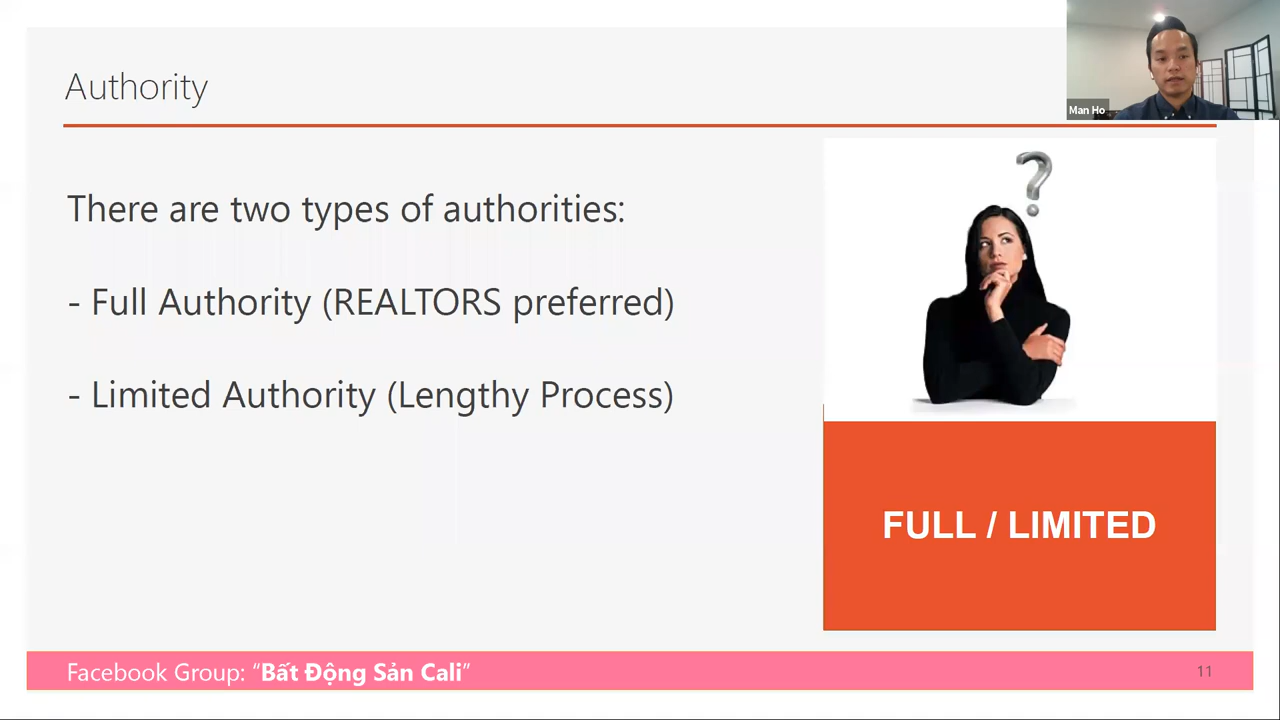 Authority
Man Ho
There are two types of authorities:
- Full Authority (REALTORS preferred)
- Limited Authority (Lengthy Process)
?
FULL / LIMITED
Facebook Group: “Bất Động Sản Cali”
11